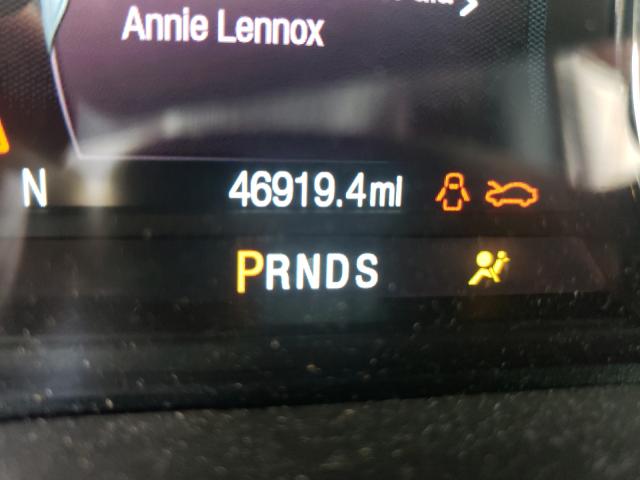 Annie Lennox
N
46919.4mi
PRNDS